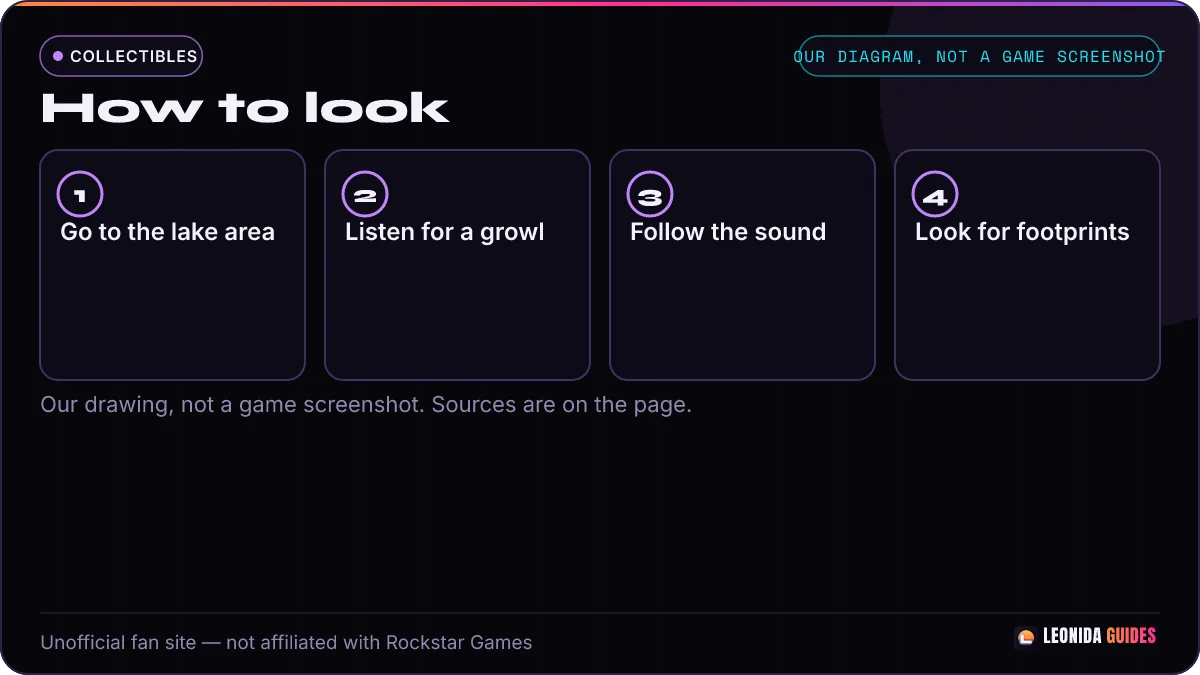 COLLECTIBLES
OUR DIAGRAM, NOT A GAME SCREENSHOT
How to look
1
Go to the lake area
2
Listen for a growl
3
Follow the sound
4
Look for footprints
Our drawing, not a game screenshot. Sources are on the page.
Unofficial fan site — not affiliated with Rockstar Games
LEONIDA GUIDES